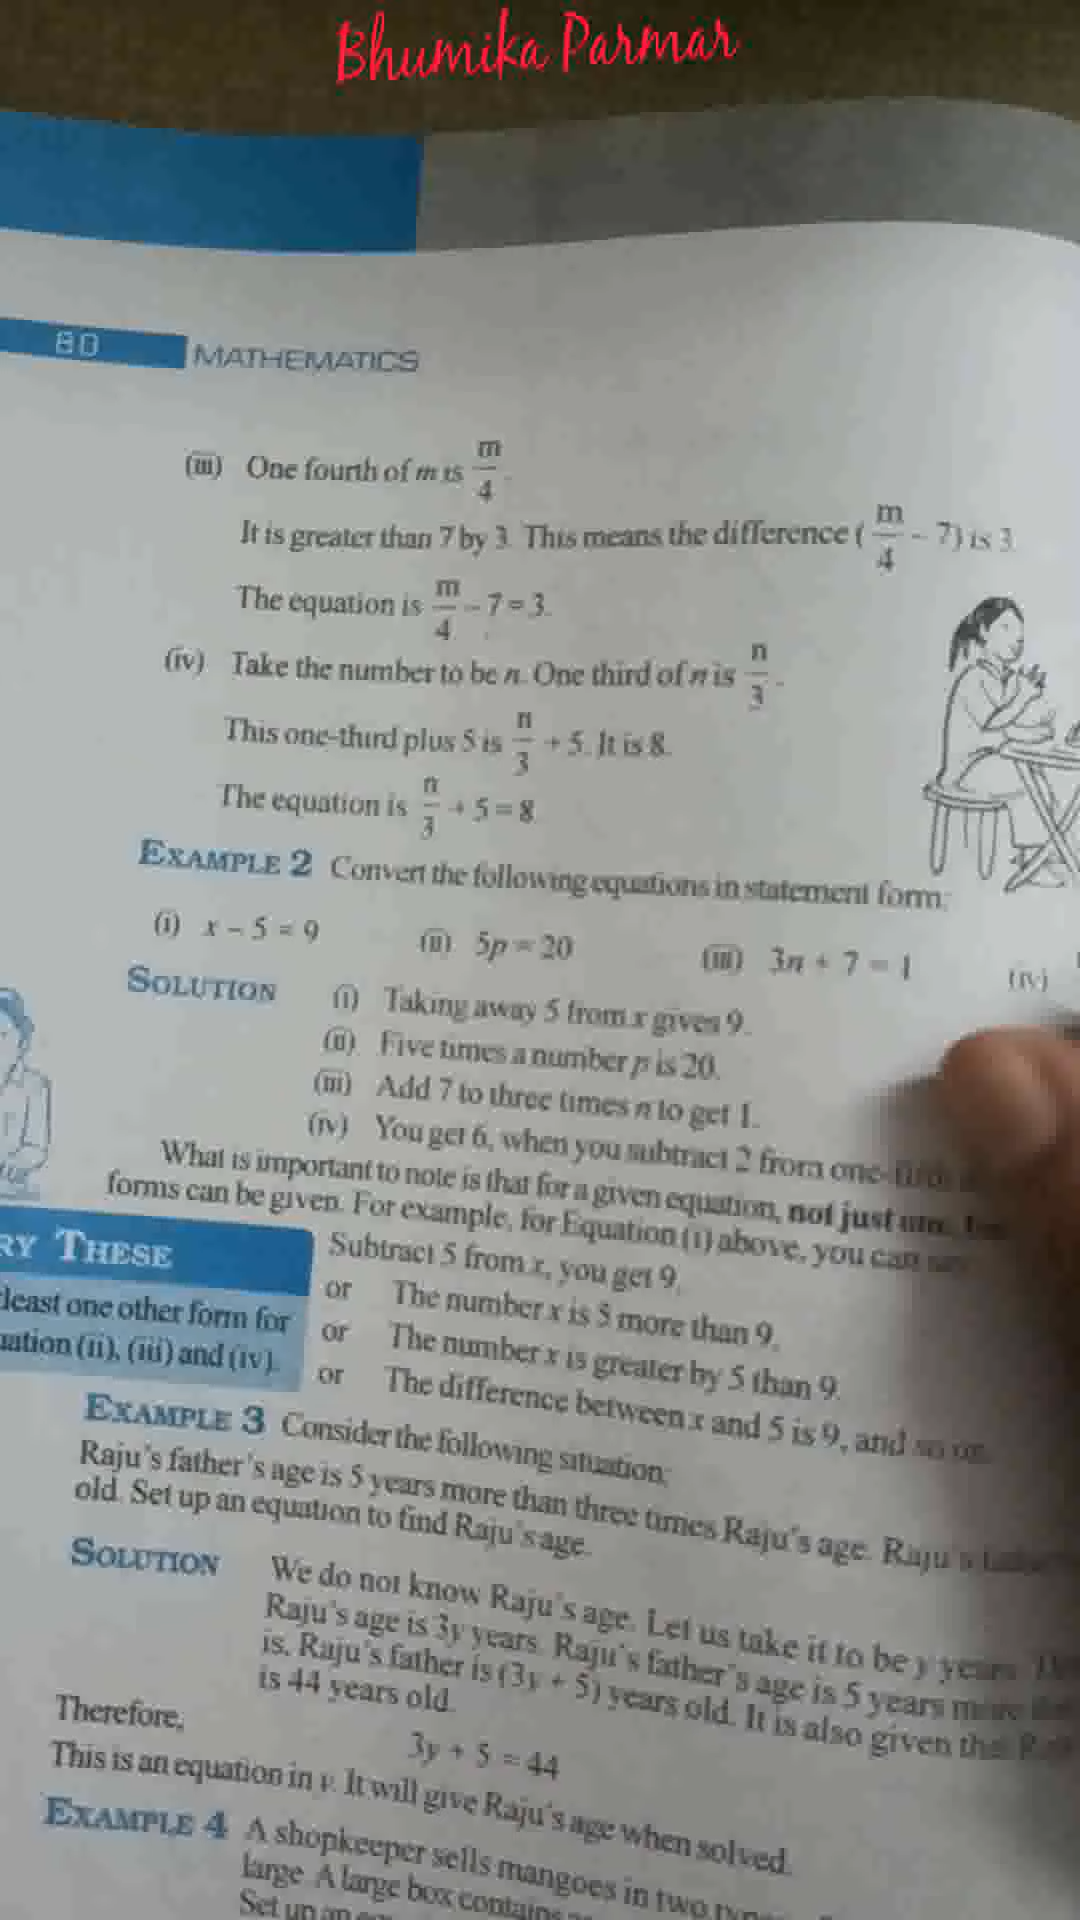 Bhumika Parmar
80 MATHEMATICS
(iii) One fourth of m is m/4.
It is greater than 7 by 3. This means the difference (m/4 - 7) is 3.
The equation is m/4 - 7 = 3.
(iv) Take the number to be n. One third of n is n/3.
This one-third plus 5 is n/3 + 5. It is 8.
The equation is n/3 + 5 = 8
EXAMPLE 2 Convert the following equations in statement form:
(i) x - 5 = 9 (ii) 5p = 20 (iii) 3n + 7 = 1 (iv)
SOLUTION (i) Taking away 5 from x gives 9.
(ii) Five times a number p is 20.
(iii) Add 7 to three times n to get 1.
(iv) You get 6, when you subtract 2 from one-
What is important to note is that for a given equation, not just
forms can be given. For example, for Equation (i) above, you can
Subtract 5 from x, you get 9.
or The number x is 5 more than 9.
or The number x is greater by 5 than 9.
or The difference between x and 5 is 9, and so on.
RY THESE
least one other form for
uation (ii), (iii) and (iv).
EXAMPLE 3 Consider the following situation:
Raju's father's age is 5 years more than three times Raju's age. Raju's
old. Set up an equation to find Raju's age.
SOLUTION We do not know Raju's age. Let us take it to be y years.
Raju's age is 3y years. Raju's father's age is 5 years more
is, Raju's father is (3y + 5) years old. It is also given that
is 44 years old.
Therefore,
3y + 5 = 44
This is an equation in y. It will give Raju's age when solved.
EXAMPLE 4 A shopkeeper sells mangoes in two
large. A large box contains
Set up an